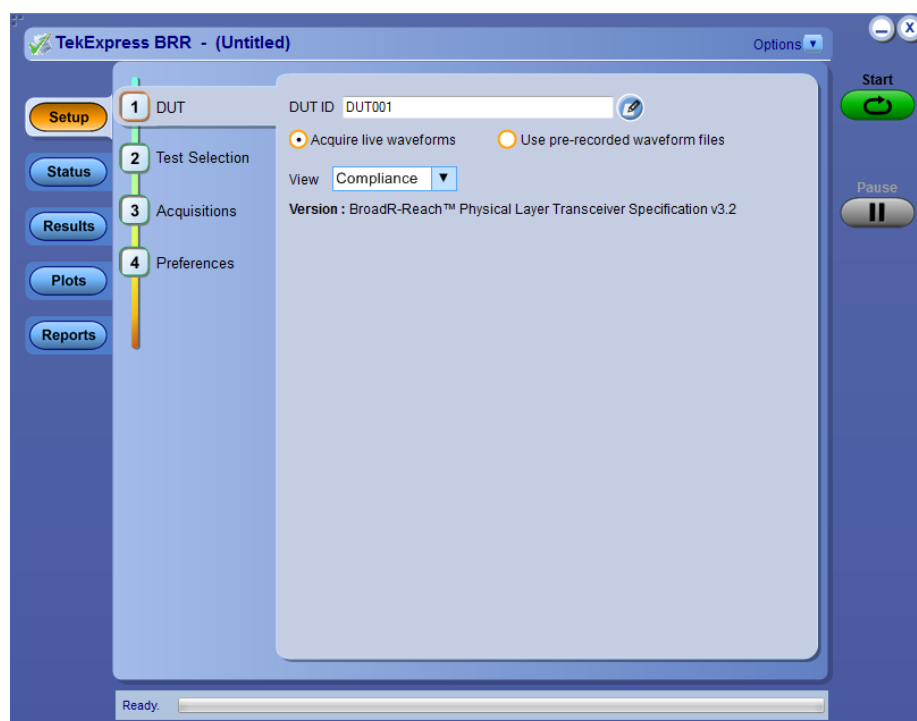 TekExpress BRR - (Untitled)
Options
X
Start
Pause
Setup
Status
Results
Plots
Reports
1 DUT
2 Test Selection
3 Acquisitions
4 Preferences
DUT ID DUT001
Acquire live waveforms Use pre-recorded waveform files
View Compliance
Version : BroadR-Reach™ Physical Layer Transceiver Specification v3.2
Ready.